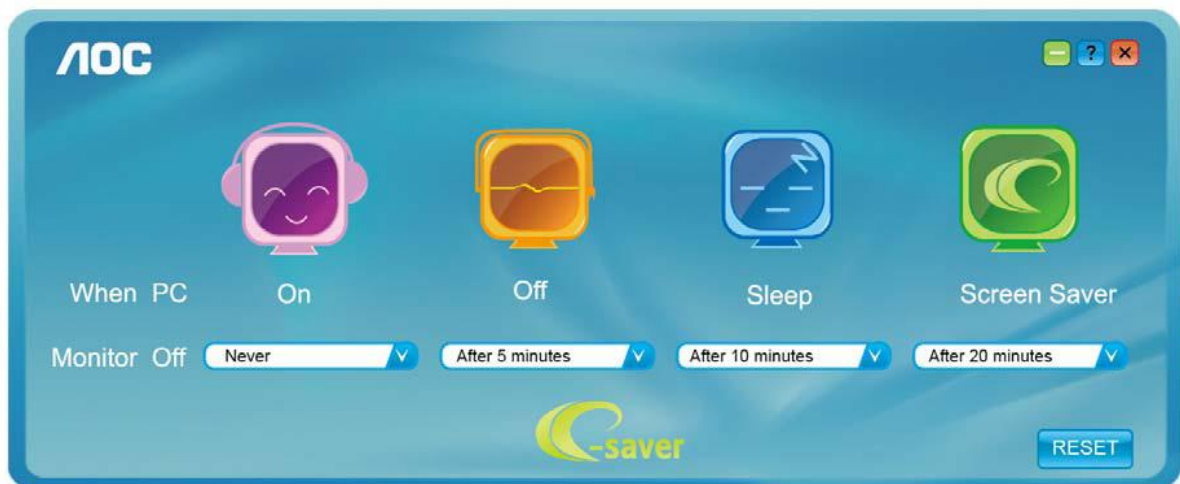 AOC
?
When PC On Off Sleep Screen Saver
Monitor Off Never After 5 minutes After 10 minutes After 20 minutes
e-saver
RESET